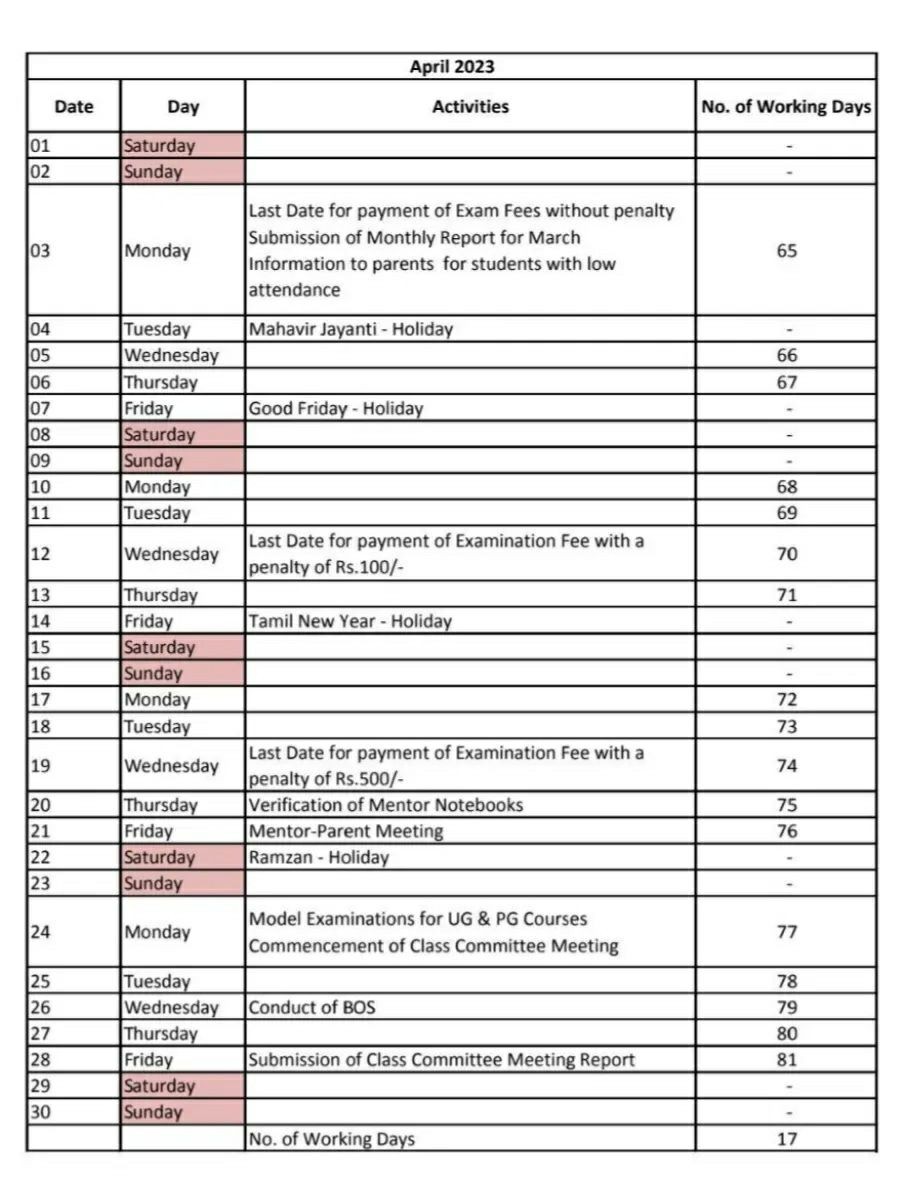 April 2023
Date Day Activities No. of Working Days
01 Saturday -
02 Sunday -
Last Date for payment of Exam Fees without penalty
Submission of Monthly Report for March
03 Monday Information to parents for students with low 65
attendance
04 Tuesday Mahavir Jayanti - Holiday -
05 Wednesday 66
06 Thursday 67
07 Friday Good Friday - Holiday -
08 Saturday -
09 Sunday -
10 Monday 68
11 Tuesday 69
12 Wednesday Last Date for payment of Examination Fee with a 70
penalty of Rs.100/-
13 Thursday 71
14 Friday Tamil New Year - Holiday -
15 Saturday -
16 Sunday -
17 Monday 72
18 Tuesday 73
19 Wednesday Last Date for payment of Examination Fee with a 74
penalty of Rs.500/-
20 Thursday Verification of Mentor Notebooks 75
21 Friday Mentor-Parent Meeting 76
22 Saturday Ramzan - Holiday -
23 Sunday -
24 Monday Model Examinations for UG & PG Courses 77
Commencement of Class Committee Meeting
25 Tuesday 78
26 Wednesday Conduct of BOS 79
27 Thursday 80
28 Friday Submission of Class Committee Meeting Report 81
29 Saturday -
30 Sunday -
No. of Working Days 17